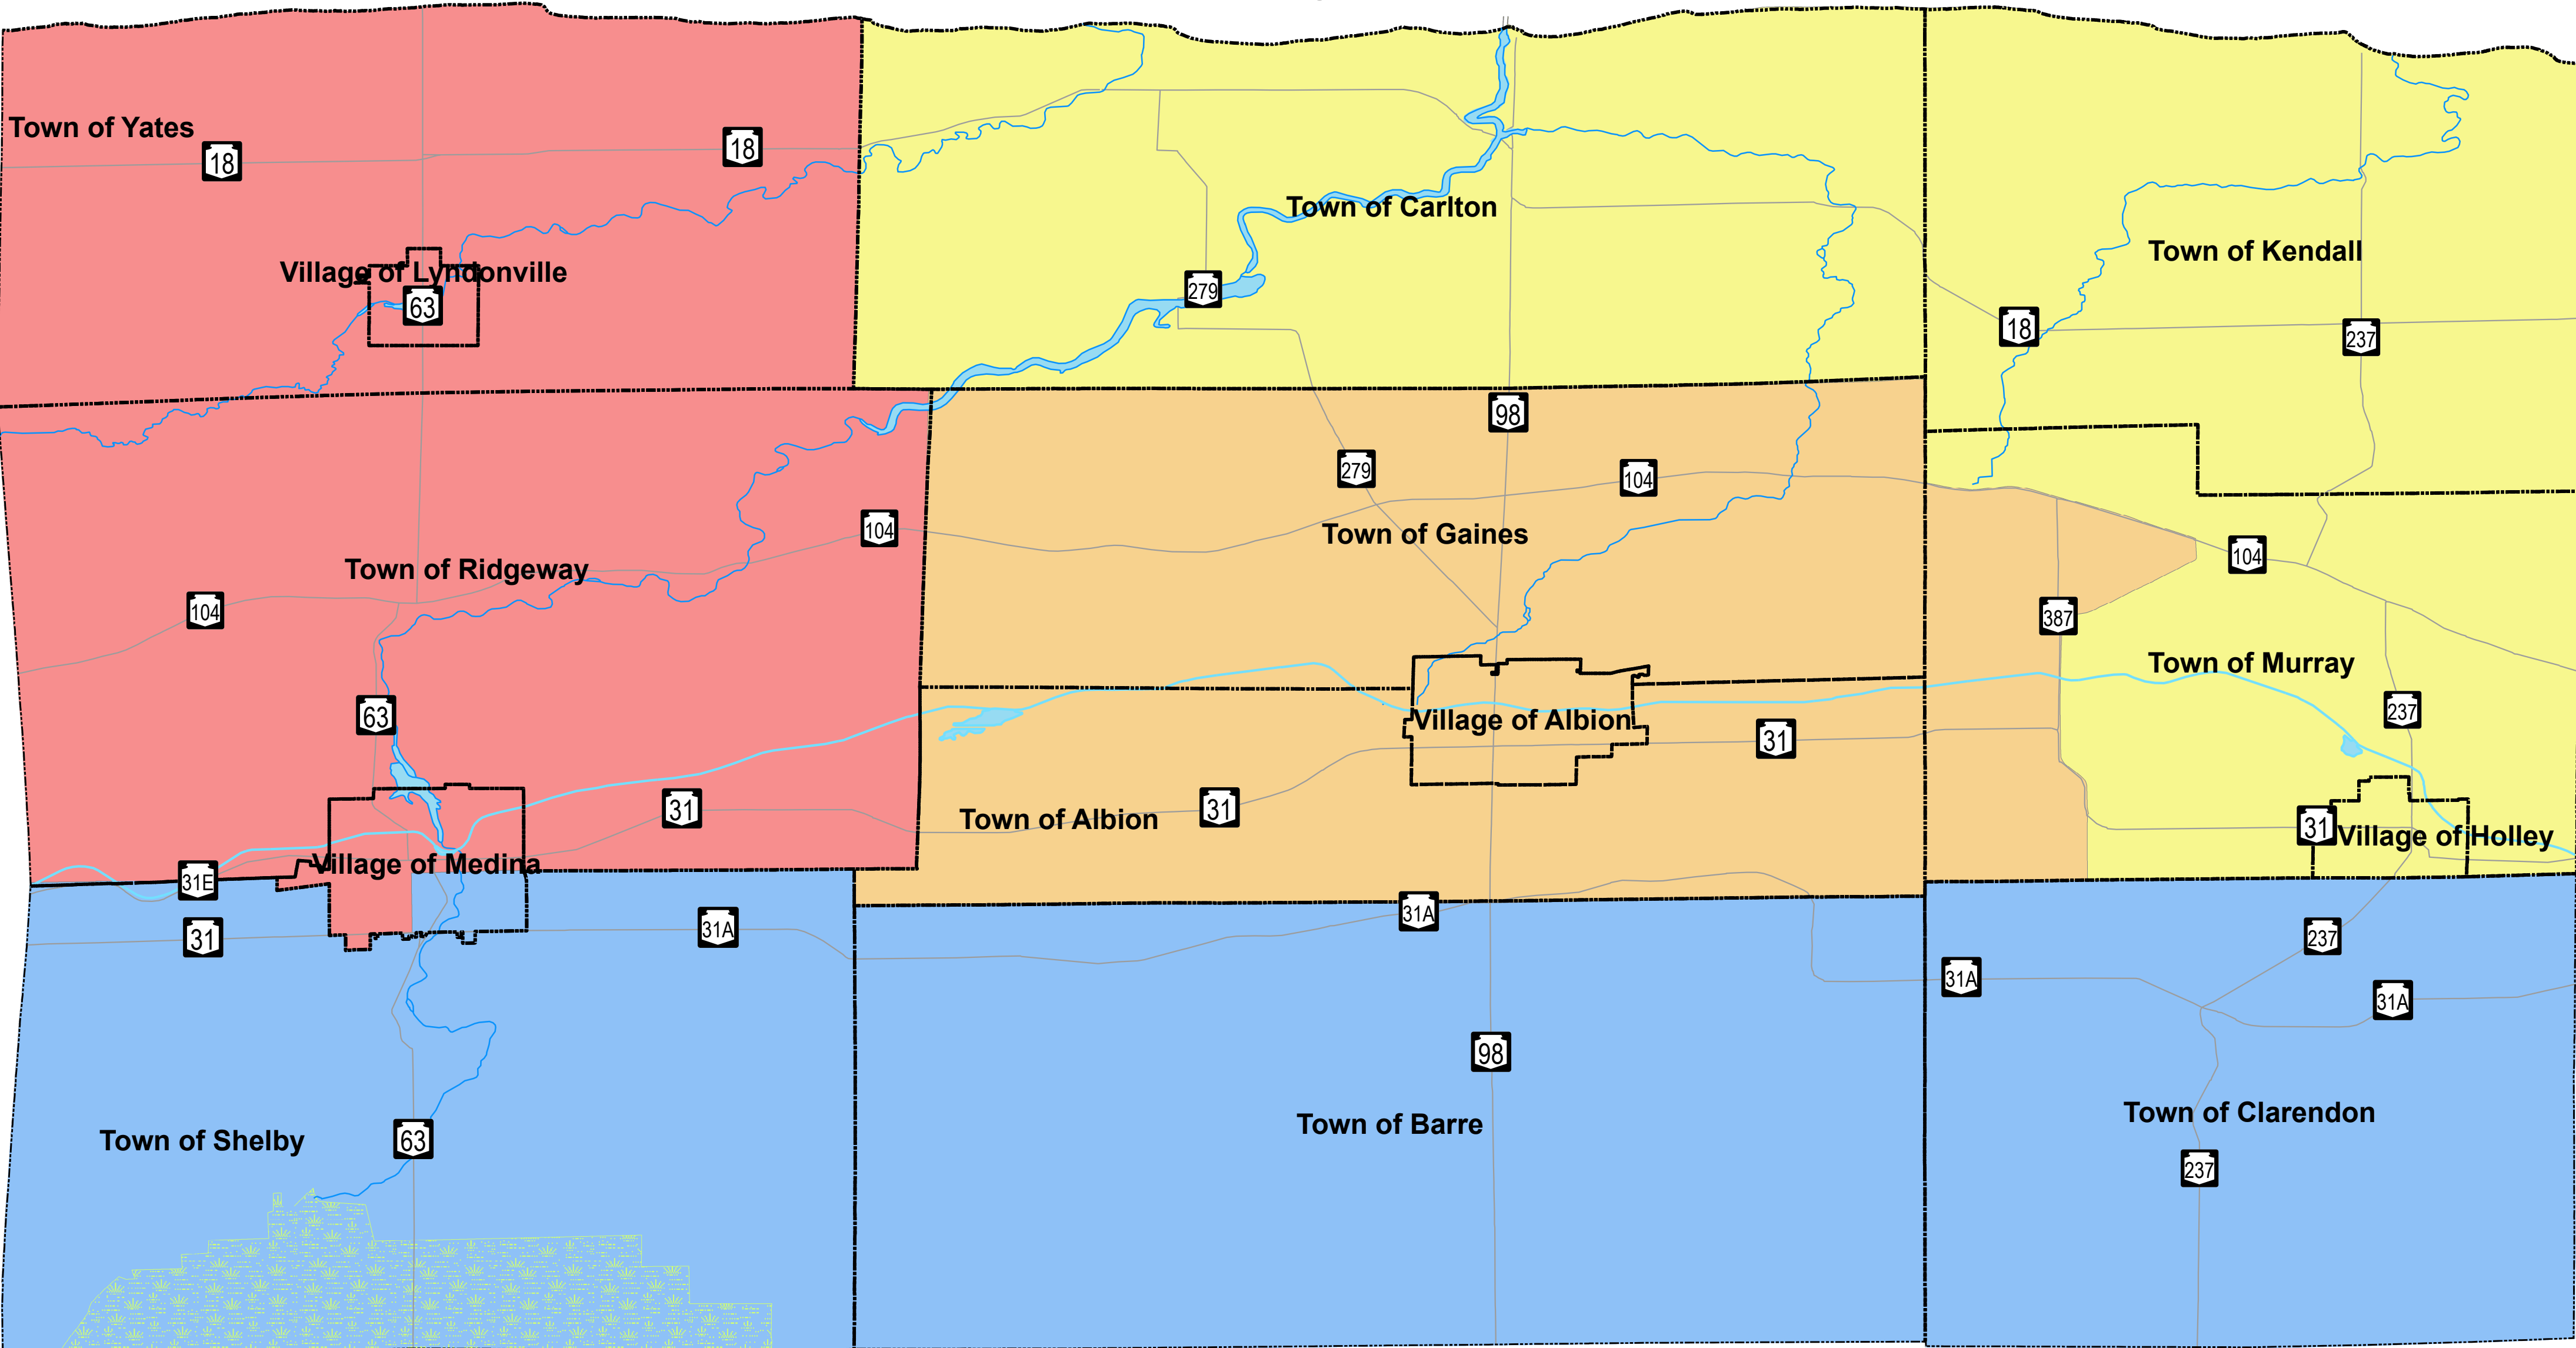 Town of Yates
18
18
Town of Carlton
Town of Kendall
Village of Lyndonville
63
279
18
237
98
279
104
104
Town of Gaines
104
Town of Ridgeway
104
387
Town of Murray
63
237
Village of Albion
31
31
Town of Albion
31
31
Village of Holley
Village of Medina
31E
31A
31
31A
237
31A
31A
98
Town of Shelby
63
Town of Barre
Town of Clarendon
237